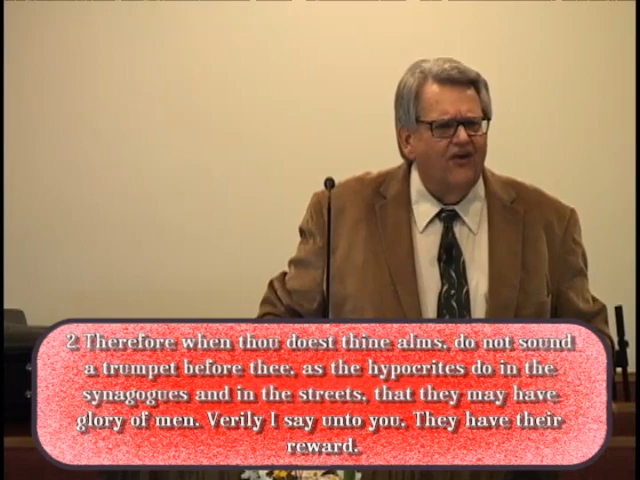 2 Therefore when thou doest thine alms, do not sound
a trumpet before thee, as the hypocrites do in the
synagogues and in the streets, that they may have
glory of men. Verily I say unto you, They have their
reward.